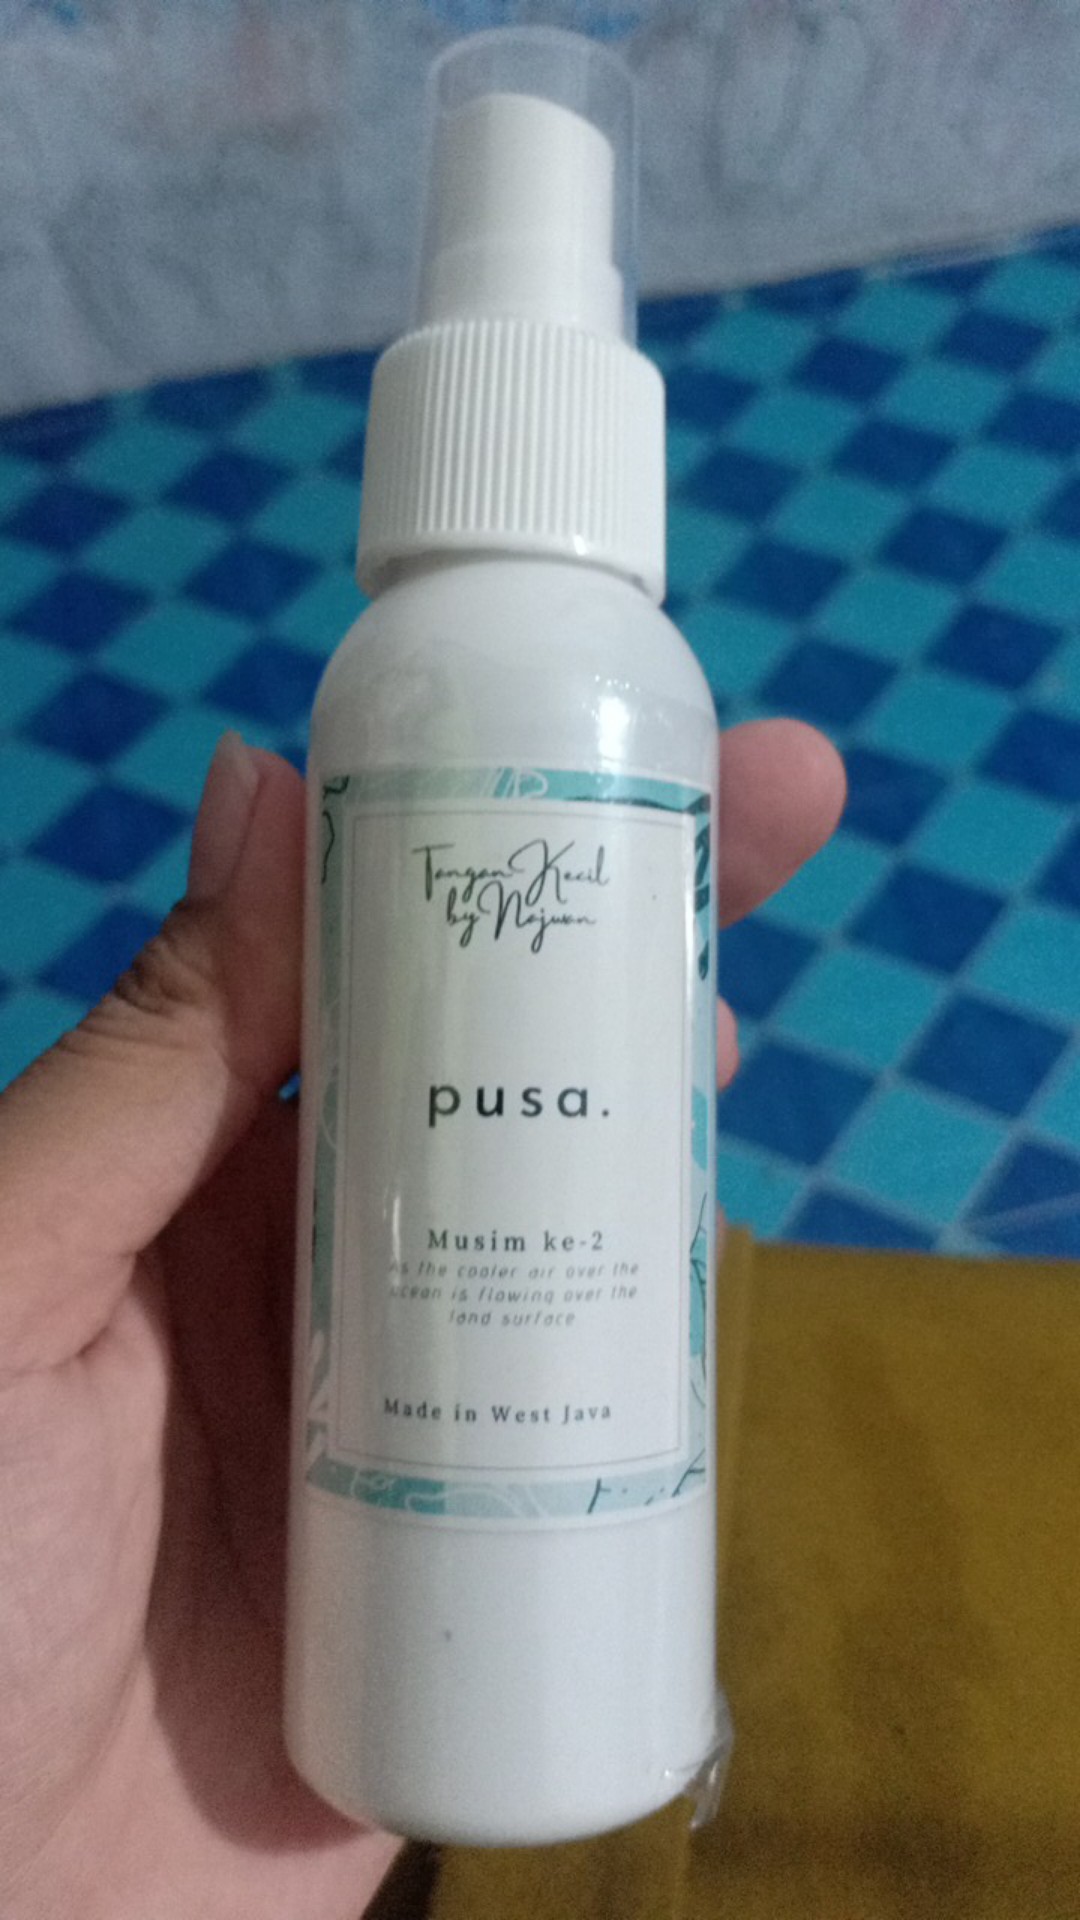 Tangan Kecil
by Najwan
pusa.
Musim ke-2
As the cooler air over the
ocean is flowing over the
land surface
Made in West Java